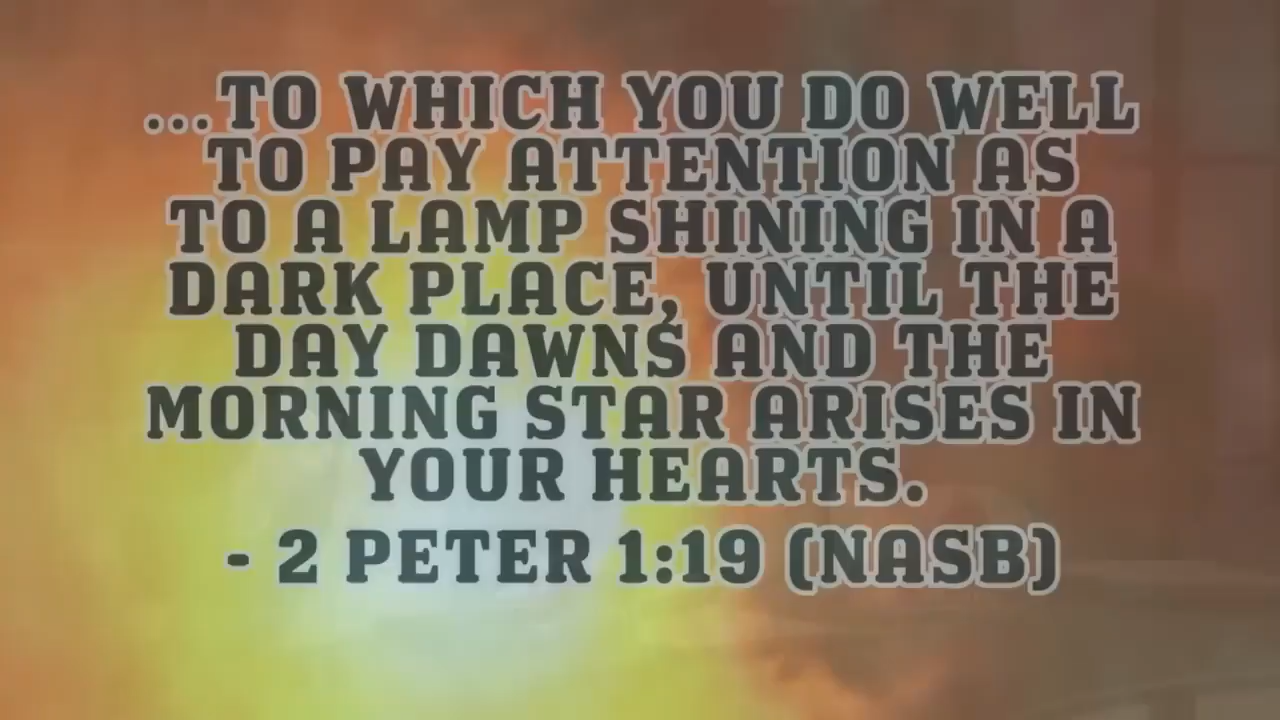 ...TO WHICH YOU DO WELL
TO PAY ATTENTION AS
TO A LAMP SHINING IN A
DARK PLACE, UNTIL THE
DAY DAWNS AND THE
MORNING STAR ARISES IN
YOUR HEARTS.
- 2 PETER 1:19 (NASB)